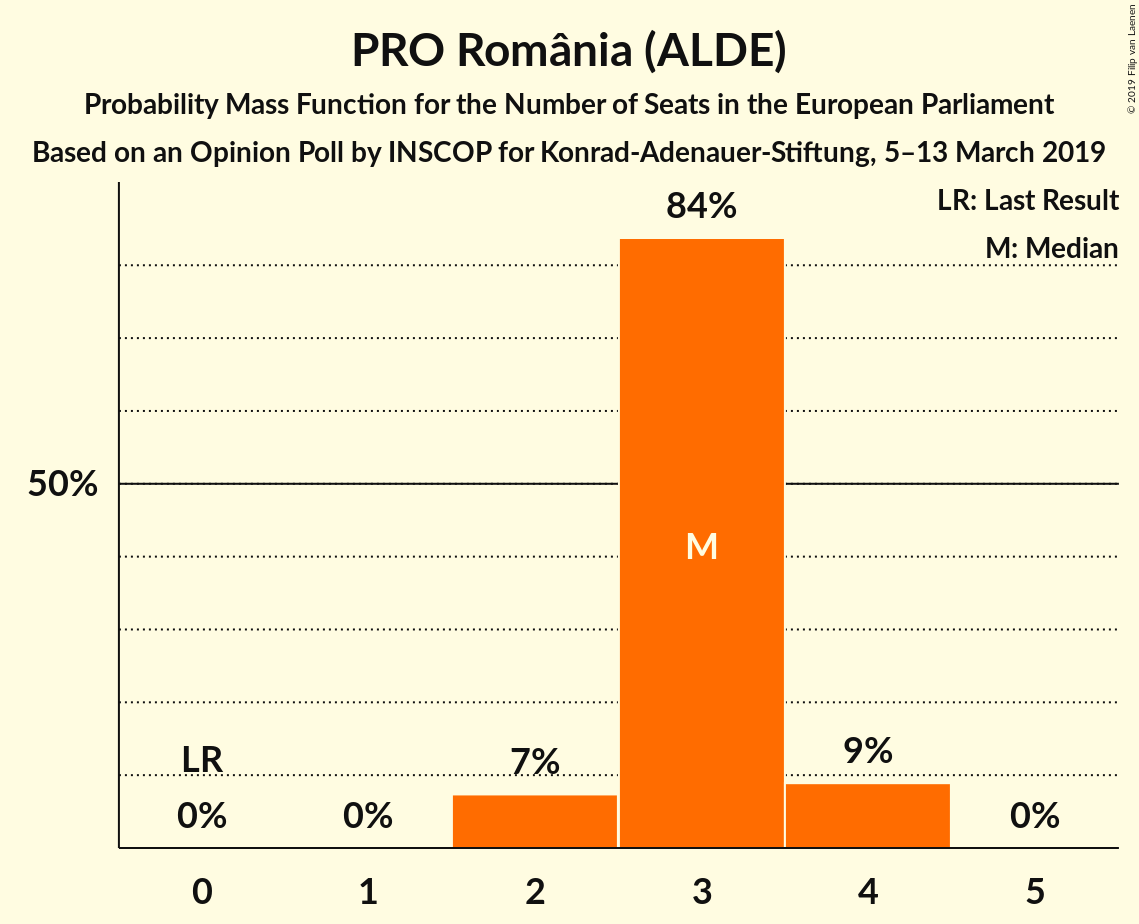 PRO România (ALDE)
Probability Mass Function for the Number of Seats in the European Parliament
Based on an Opinion Poll by INSCOP for Konrad-Adenauer-Stiftung, 5–13 March 2019
© 2019 Filip van Laenen
LR: Last Result
M: Median
84%
50%
M
LR
7%
9%
0%
0%
0%
0 1 2 3 4 5